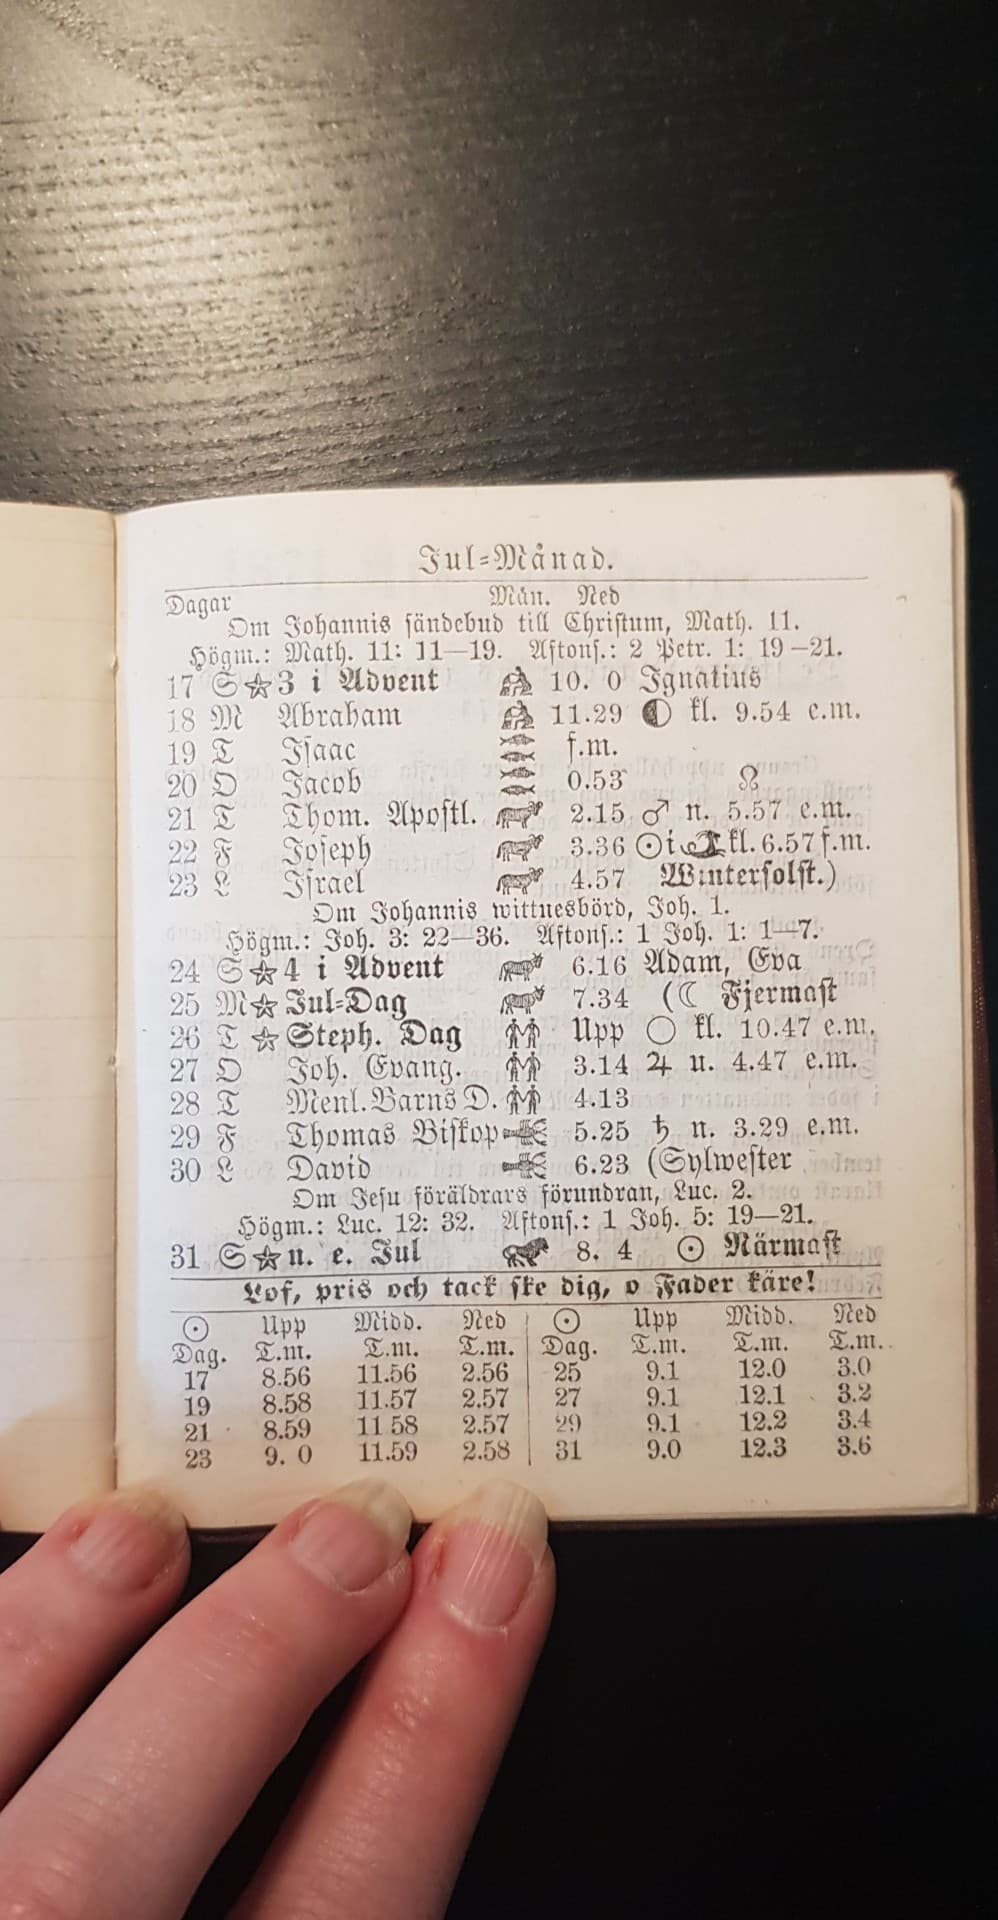 Jul-Månad.
Dagar Mån. Ned
Om Johannis sändebud till Christum, Math. 11.
Högm.: Math. 11: 11—19. Aftons.: 2 Petr. 1: 19—21.
17 S ☆ 3 i Advent 10. 0 Ignatius
18 M Abraham 11.29 ◐ kl. 9.54 e.m.
19 T Isaac f.m.
20 O Jacob 0.53 ☊
21 T Thom. Apostl. 2.15 ♂ n. 5.57 e.m.
22 F Joseph 3.36 ☉ i kl. 6.57 f.m.
23 L Israel 4.57 Wintersolst.)
Om Johannis wittnesbörd, Joh. 1.
Högm.: Joh. 3: 22—36. Aftons.: 1 Joh. 1: 1—7.
24 S ☆ 4 i Advent 6.16 Adam, Eva
25 M ☆ Jul-Dag 7.34 (☾ Fjermast
26 T ☆ Steph. Dag Upp ○ kl. 10.47 e.m.
27 O Joh. Evang. 3.14 ♃ u. 4.47 e.m.
28 T Menl. Barns D. 4.13
29 F Thomas Biskop 5.25 ♄ n. 3.29 e.m.
30 L David 6.23 (Sylwester
Om Jesu föräldrars förundran, Luc. 2.
Högm.: Luc. 12: 32. Aftons.: 1 Joh. 5: 19—21.
31 S ☆ n. e. Jul 8. 4 ☉ Närmast
Lof, pris och tack ske dig, o Fader käre!
☉ Upp Midd. Ned ☉ Upp Midd. Ned
Dag. T.m. T.m. T.m. Dag. T.m. T.m. T.m.
17 8.56 11.56 2.56 25 9.1 12.0 3.0
19 8.58 11.57 2.57 27 9.1 12.1 3.2
21 8.59 11 58 2.57 29 9.1 12.2 3.4
23 9. 0 11.59 2.58 31 9.0 12.3 3.6